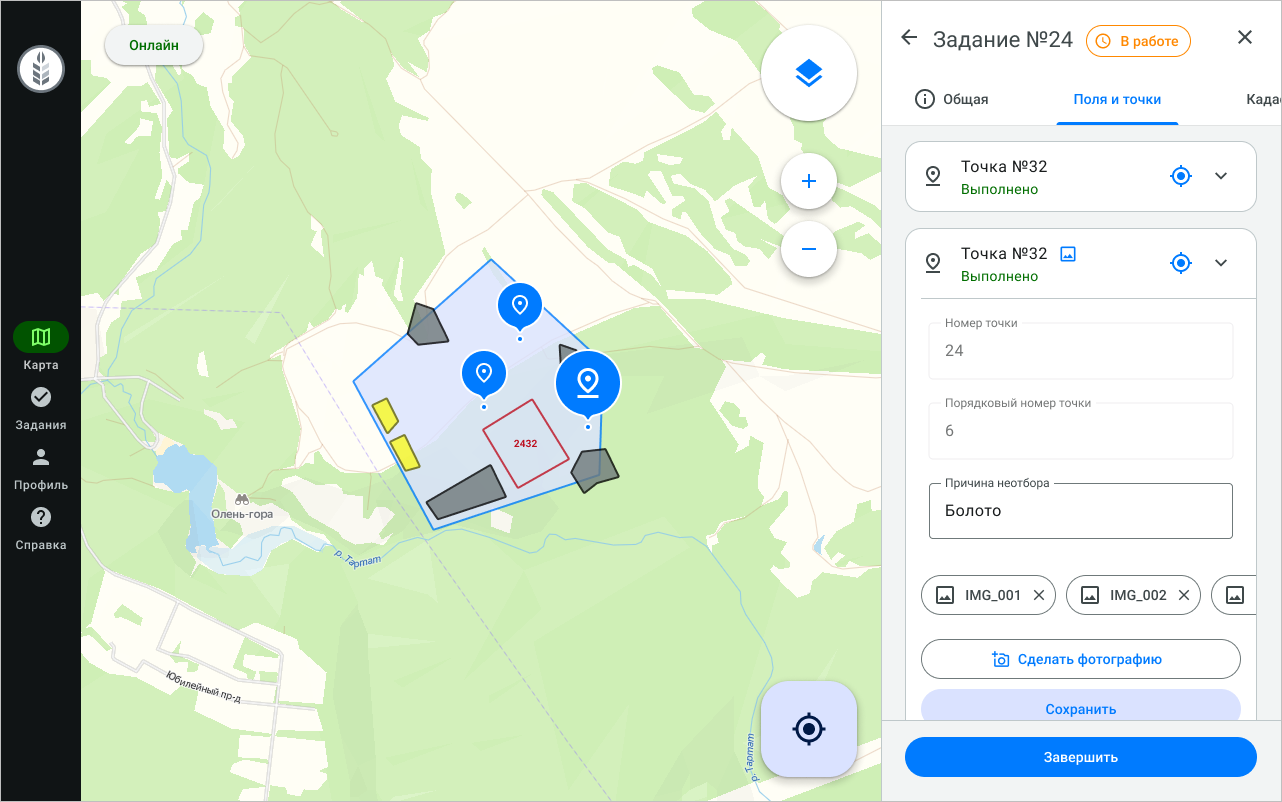 Онлайн
Карта
Задания
Профиль
Справка
2432
Олень-гора
р. Тартат
Юбилейный пр-д
р. Тартат
Задание №24
В работе
Общая
Поля и точки
Када
Точка №32
Выполнено
Точка №32
Выполнено
Номер точки
24
Порядковый номер точки
6
Причина неотбора
Болото
IMG_001
IMG_002
Сделать фотографию
Сохранить
Завершить